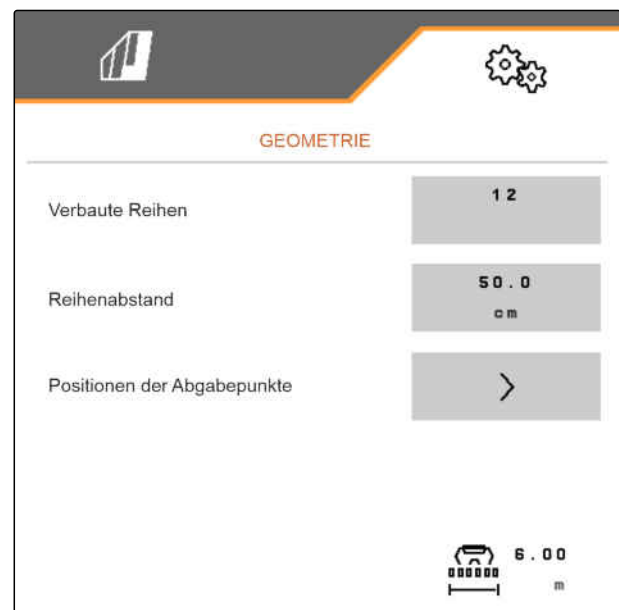 GEOMETRIE
Verbaute Reihen
12
Reihenabstand
50.0
cm
Positionen der Abgabepunkte
6.00
m